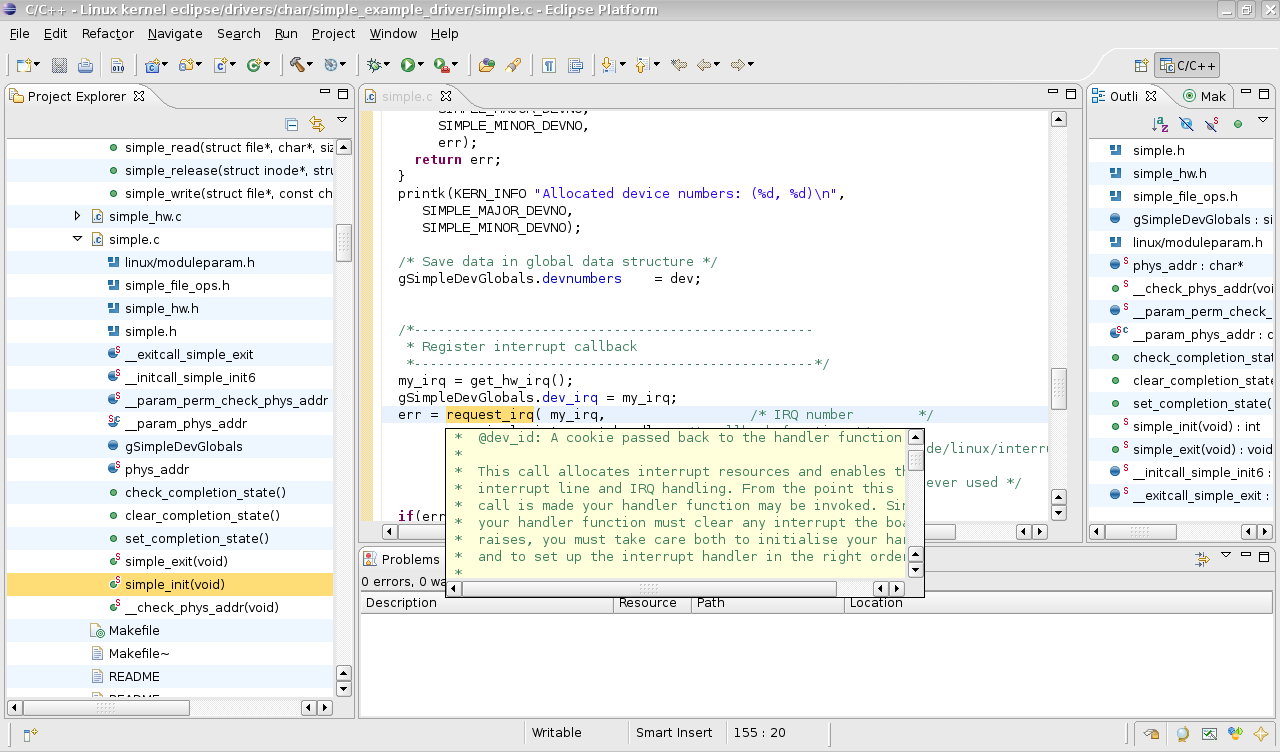 C/C++ - Linux kernel eclipse/drivers/char/simple_example_driver/simple.c - Eclipse Platform
File Edit Refactor Navigate Search Run Project Window Help
C/C++
Project Explorer
simple_read(struct file*, char*, siz
simple_release(struct inode*, stru
simple_write(struct file*, const ch
simple_hw.c
simple.c
linux/moduleparam.h
simple_file_ops.h
simple_hw.h
simple.h
__exitcall_simple_exit
__initcall_simple_init6
__param_perm_check_phys_addr
__param_phys_addr
gSimpleDevGlobals
phys_addr
check_completion_state()
clear_completion_state()
set_completion_state()
simple_exit(void)
simple_init(void)
__check_phys_addr(void)
Makefile
Makefile~
README
simple.c
SIMPLE_MAJOR_DEVNO,
SIMPLE_MINOR_DEVNO,
err);
return err;
}
printk(KERN_INFO "Allocated device numbers: (%d, %d)\n",
SIMPLE_MAJOR_DEVNO,
SIMPLE_MINOR_DEVNO);
/* Save data in global data structure */
gSimpleDevGlobals.devnumbers    = dev;
/*--------------------------------------------------
* Register interrupt callback
*--------------------------------------------------*/
my_irq = get_hw_irq();
gSimpleDevGlobals.dev_irq = my_irq;
err = request_irq( my_irq,                  /* IRQ number        */
de/linux/interru
ever used */
if(err
*  @dev_id: A cookie passed back to the handler function
*
*  This call allocates interrupt resources and enables th
*  interrupt line and IRQ handling. From the point this
*  call is made your handler function may be invoked. Sin
*  your handler function must clear any interrupt the boa
*  raises, you must take care both to initialise your har
*  and to set up the interrupt handler in the right order
*
Problems
0 errors, 0 wa
Description Resource Path Location
Outli Mak
simple.h
simple_hw.h
simple_file_ops.h
gSimpleDevGlobals : si
linux/moduleparam.h
phys_addr : char*
__check_phys_addr(voi
__param_perm_check_
__param_phys_addr : c
check_completion_stat
clear_completion_state
set_completion_state(
simple_init(void) : int
simple_exit(void) : void
__initcall_simple_init6 :
__exitcall_simple_exit :
Writable Smart Insert 155 : 20